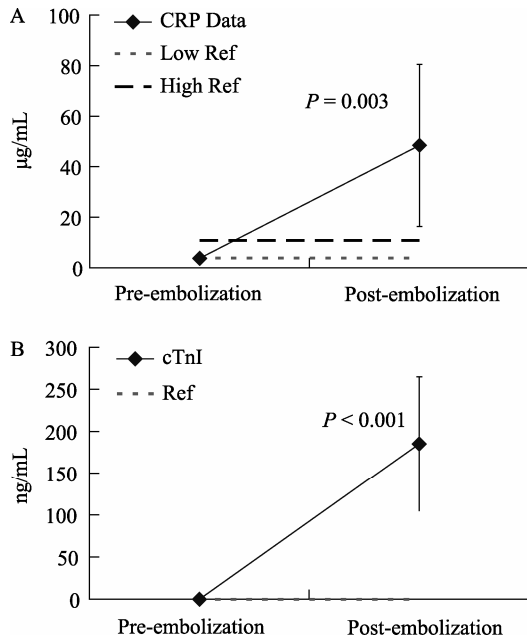 A
CRP Data
Low Ref
High Ref
P = 0.003
µg/mL
100
80
60
40
20
0
Pre-embolization Post-embolization
B
cTnI
Ref
P < 0.001
ng/mL
300
250
200
150
100
50
0
Pre-embolization Post-embolization